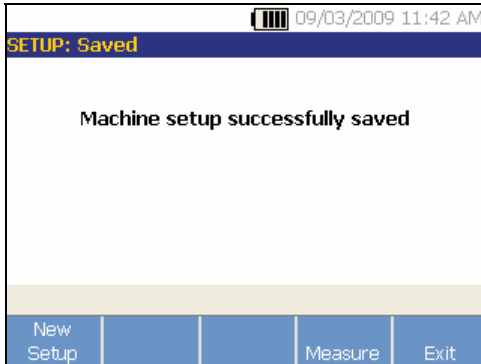 09/03/2009 11:42 AM
SETUP: Saved
Machine setup successfully saved
New
Setup
Measure
Exit